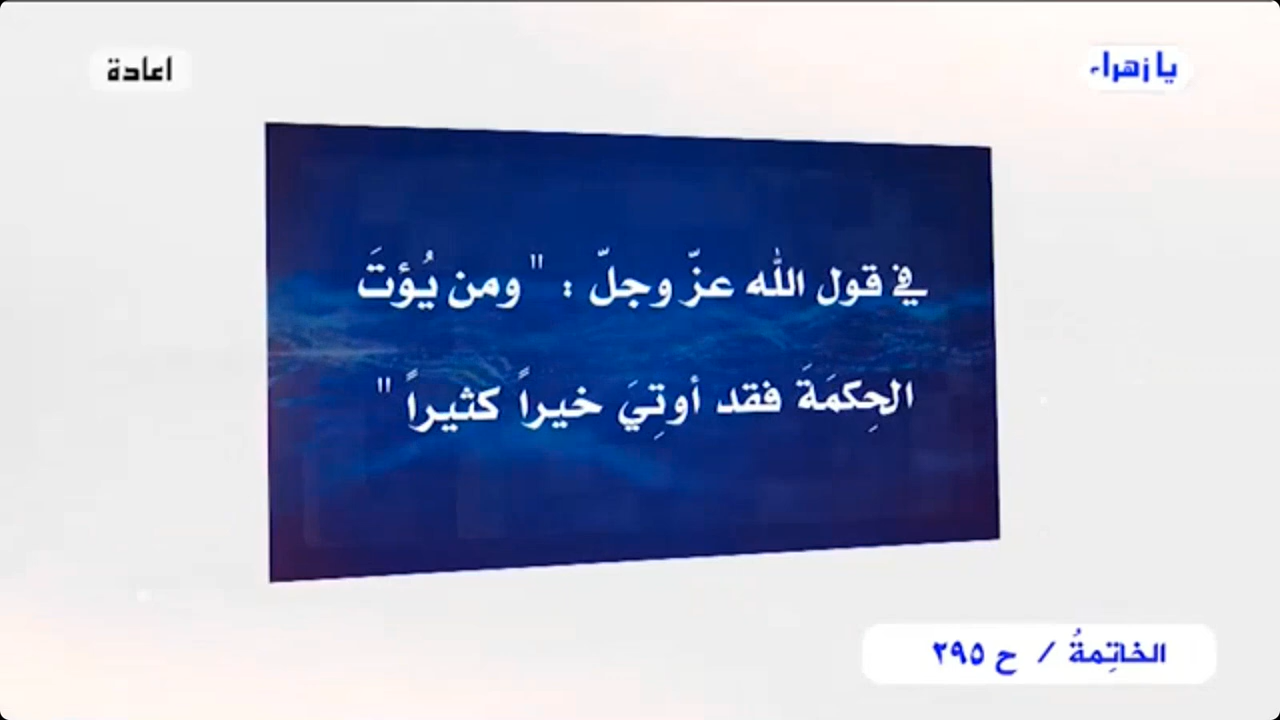 يا زهراء
اعادة
في قول الله عزّ وجلّ : " ومن يُؤتَ
الحِكمَةَ فقد أوتِيَ خيراً كثيراً "
الخاتِمةُ / ح ٢٩٥